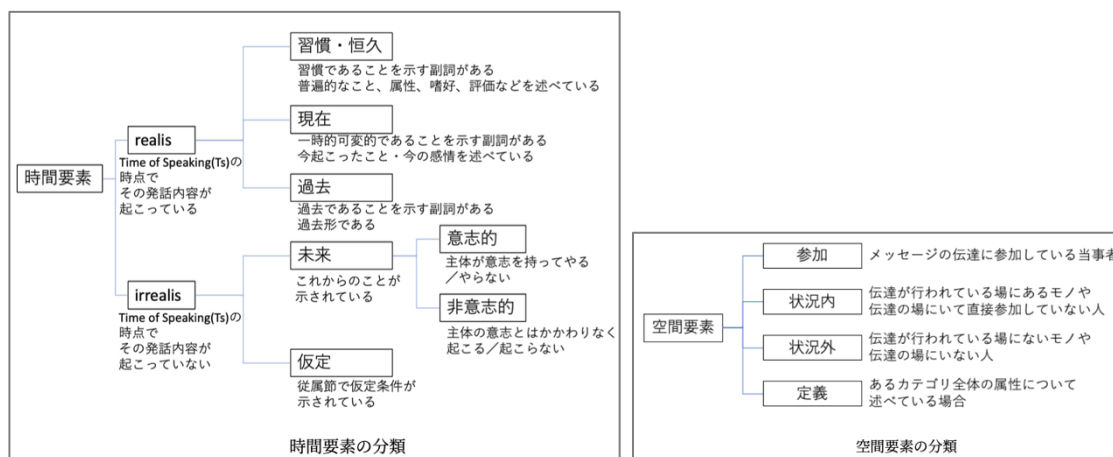 時間要素
realis
Time of Speaking(Ts)の
時点で
その発話内容が
起こっている
習慣・恒久
習慣であることを示す副詞がある
普遍的なこと、属性、嗜好、評価などを述べている
現在
一時的可変的であることを示す副詞がある
今起こったこと・今の感情を述べている
過去
過去であることを示す副詞がある
過去形である
irrealis
Time of Speaking(Ts)の
時点で
その発話内容が
起こっていない
未来
これからのことが
示されている
意志的
主体が意志を持ってやる
／やらない
非意志的
主体の意志とはかかわりなく
起こる／起こらない
仮定
従属節で仮定条件が
示されている
時間要素の分類
空間要素
参加
メッセージの伝達に参加している当事者
状況内
伝達が行われている場にあるモノや
伝達の場にいて直接参加していない人
状況外
伝達が行われている場にないモノや
伝達の場にいない人
定義
あるカテゴリ全体の属性について
述べている場合
空間要素の分類